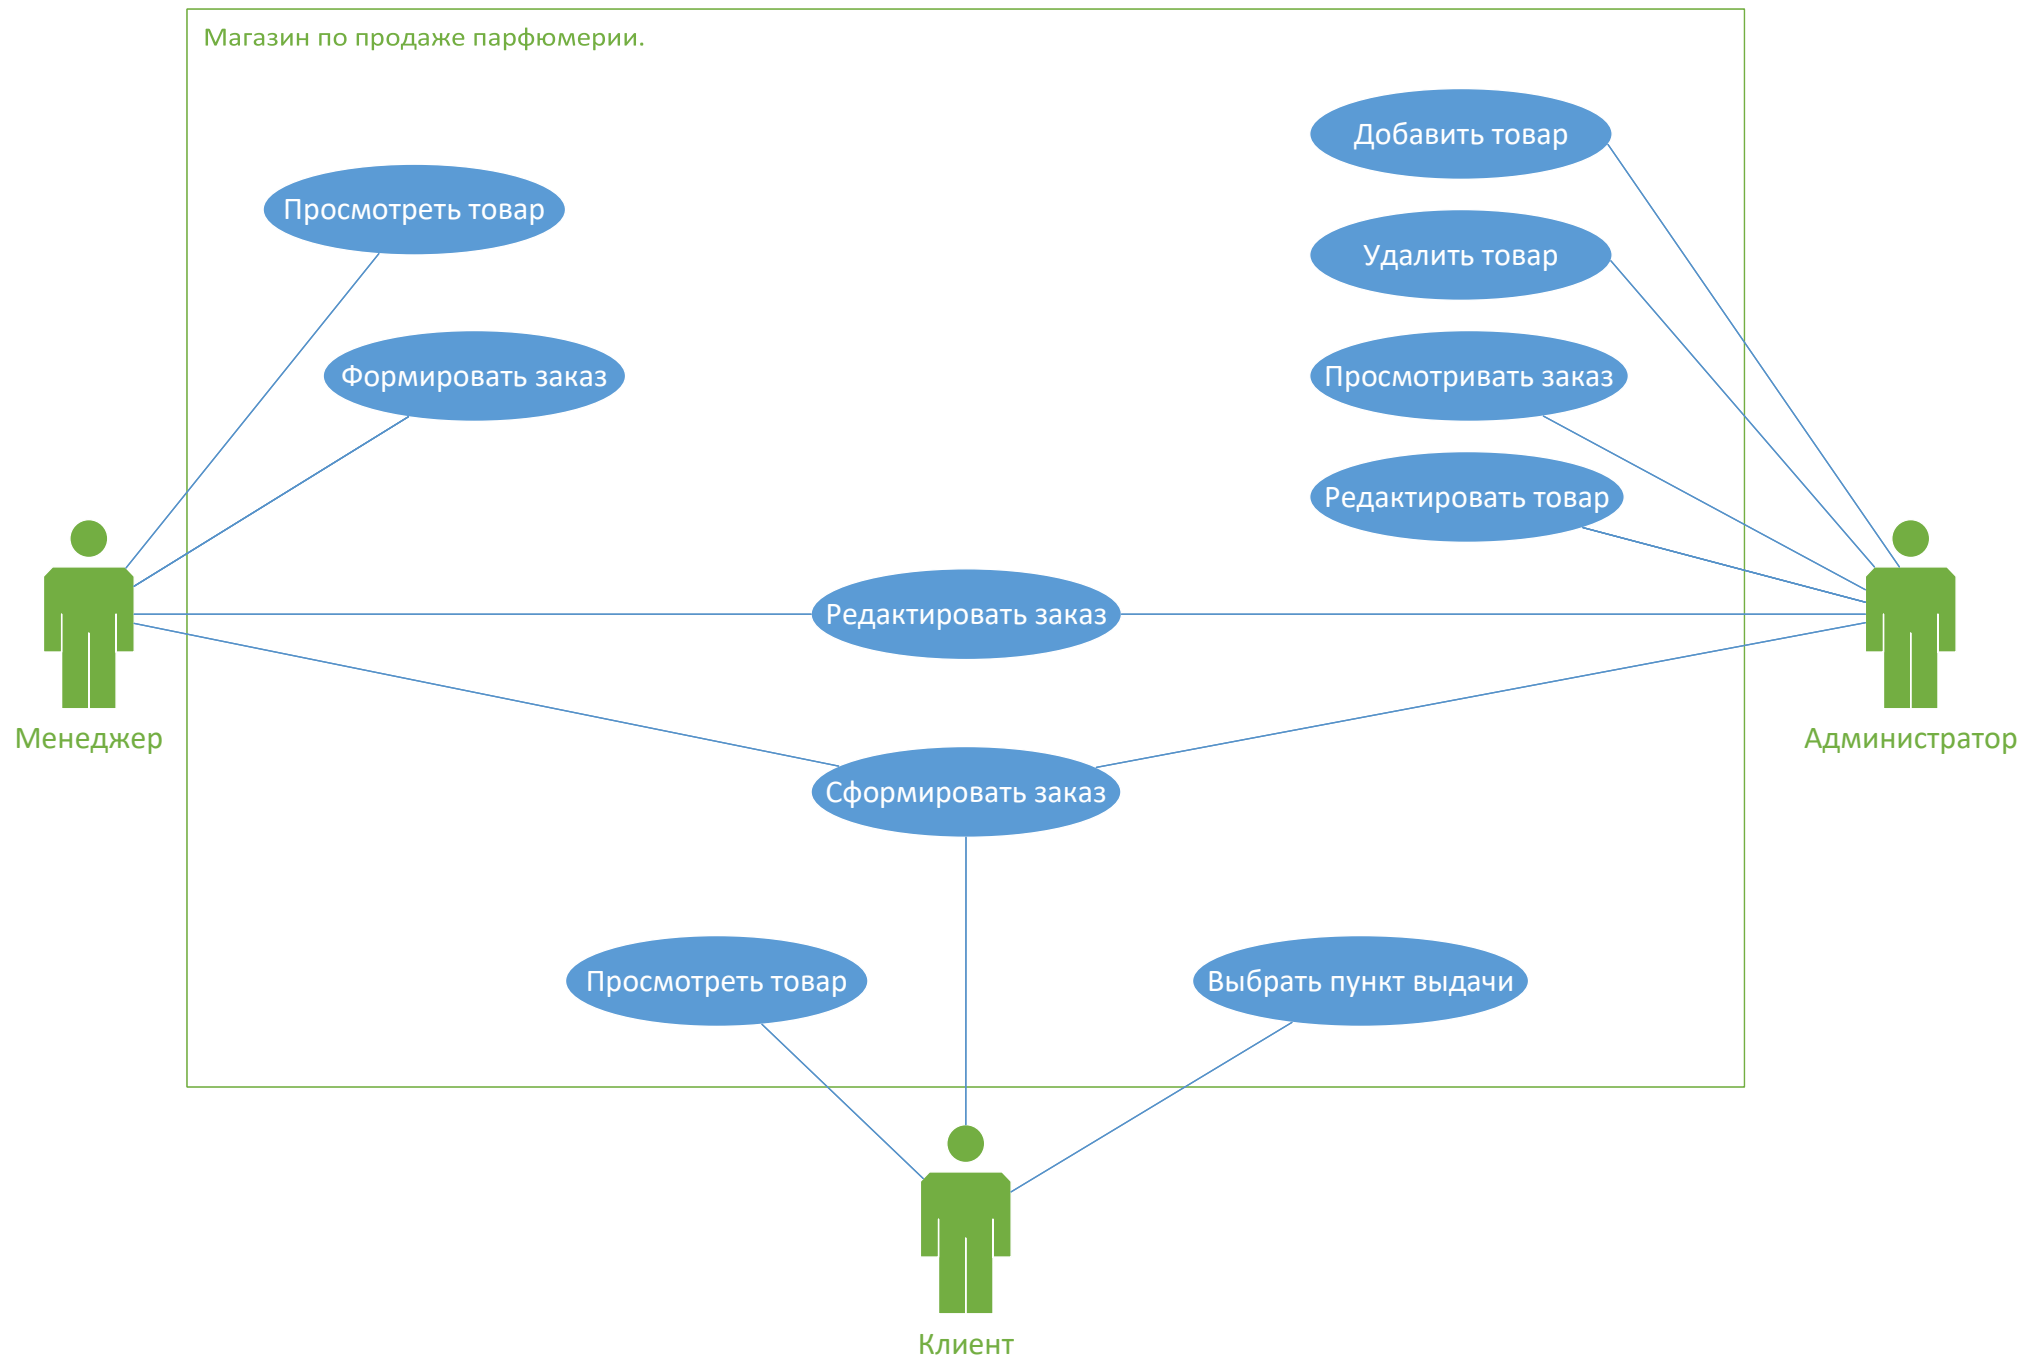 Магазин по продаже парфюмерии.
Добавить товар
Просмотреть товар
Удалить товар
Формировать заказ
Просмотривать заказ
Редактировать товар
Редактировать заказ
Менеджер
Администратор
Сформировать заказ
Просмотреть товар
Выбрать пункт выдачи
Клиент